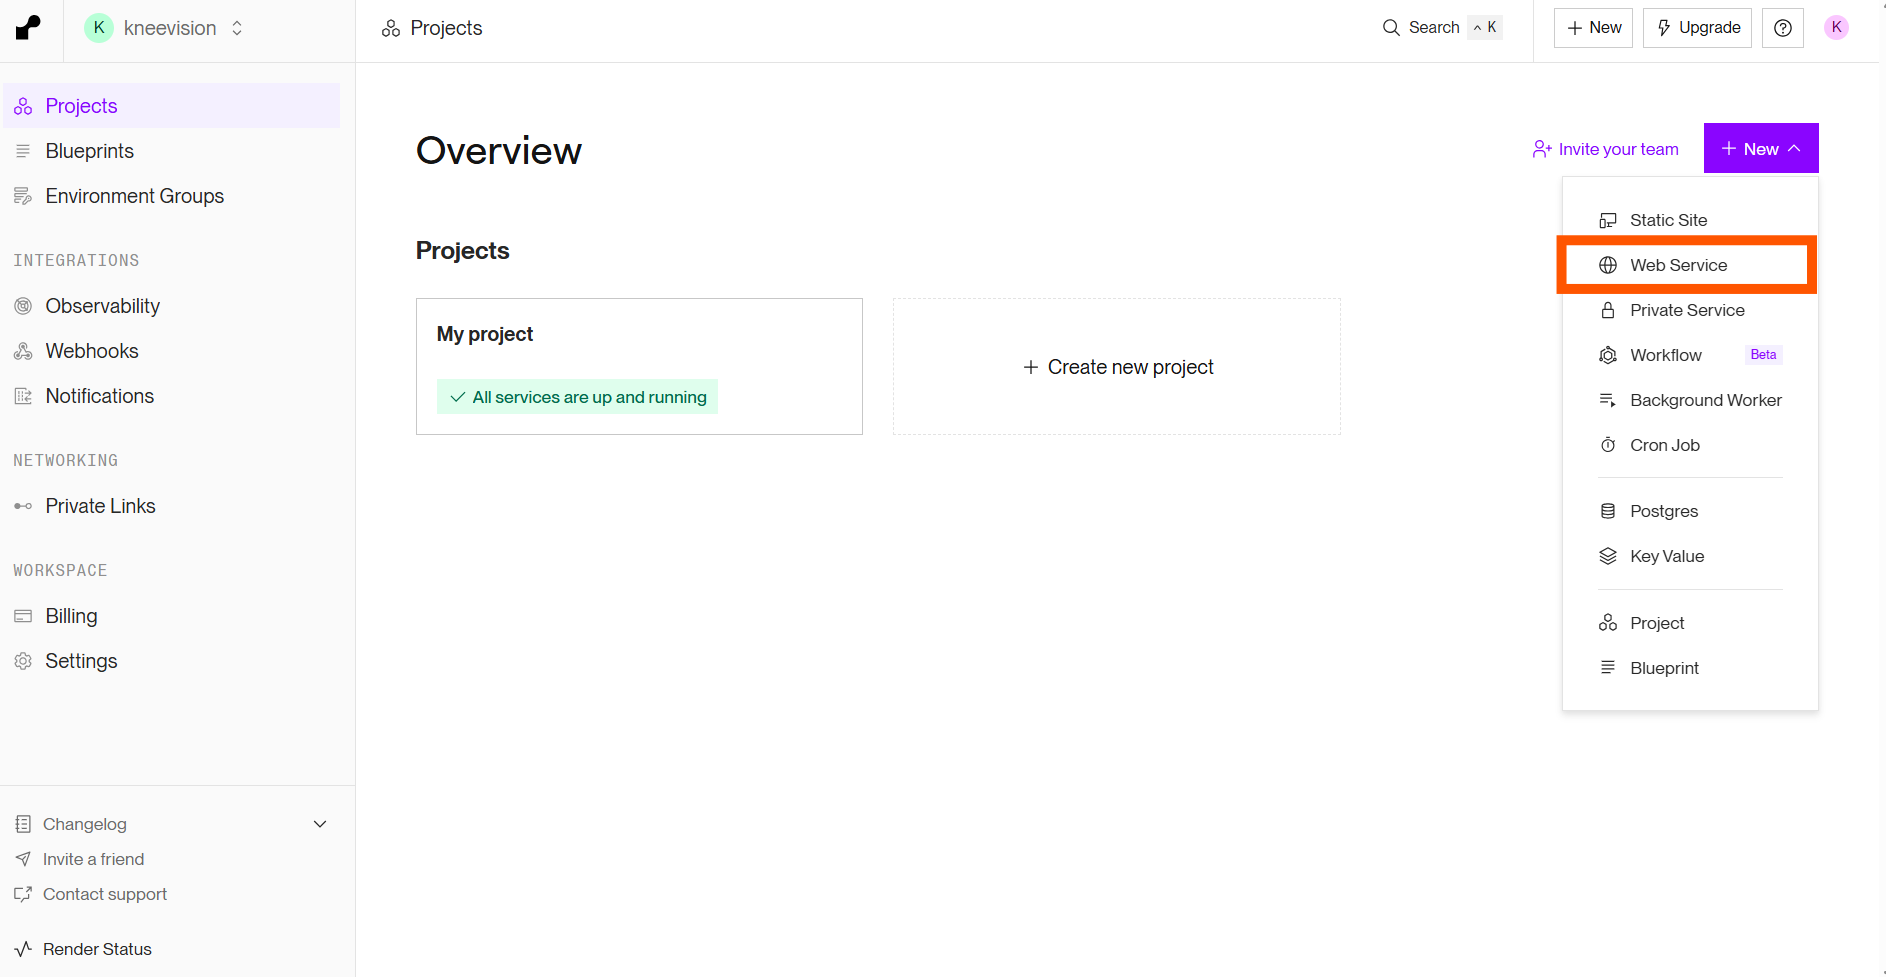 K kneevision
Projects
Search ^ K
+ New
Upgrade
K
Projects
Blueprints
Environment Groups
INTEGRATIONS
Observability
Webhooks
Notifications
NETWORKING
Private Links
WORKSPACE
Billing
Settings
Changelog
Invite a friend
Contact support
Render Status
Overview
Invite your team
+ New
Projects
My project
All services are up and running
+ Create new project
Static Site
Web Service
Private Service
Workflow Beta
Background Worker
Cron Job
Postgres
Key Value
Project
Blueprint